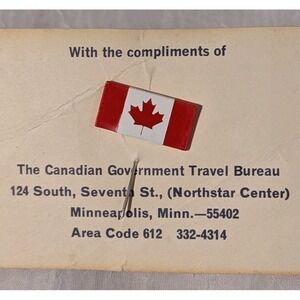 With the compliments of
The Canadian Government Travel Bureau
124 South, Seventh St., (Northstar Center)
Minneapolis, Minn.—55402
Area Code 612 332-4314